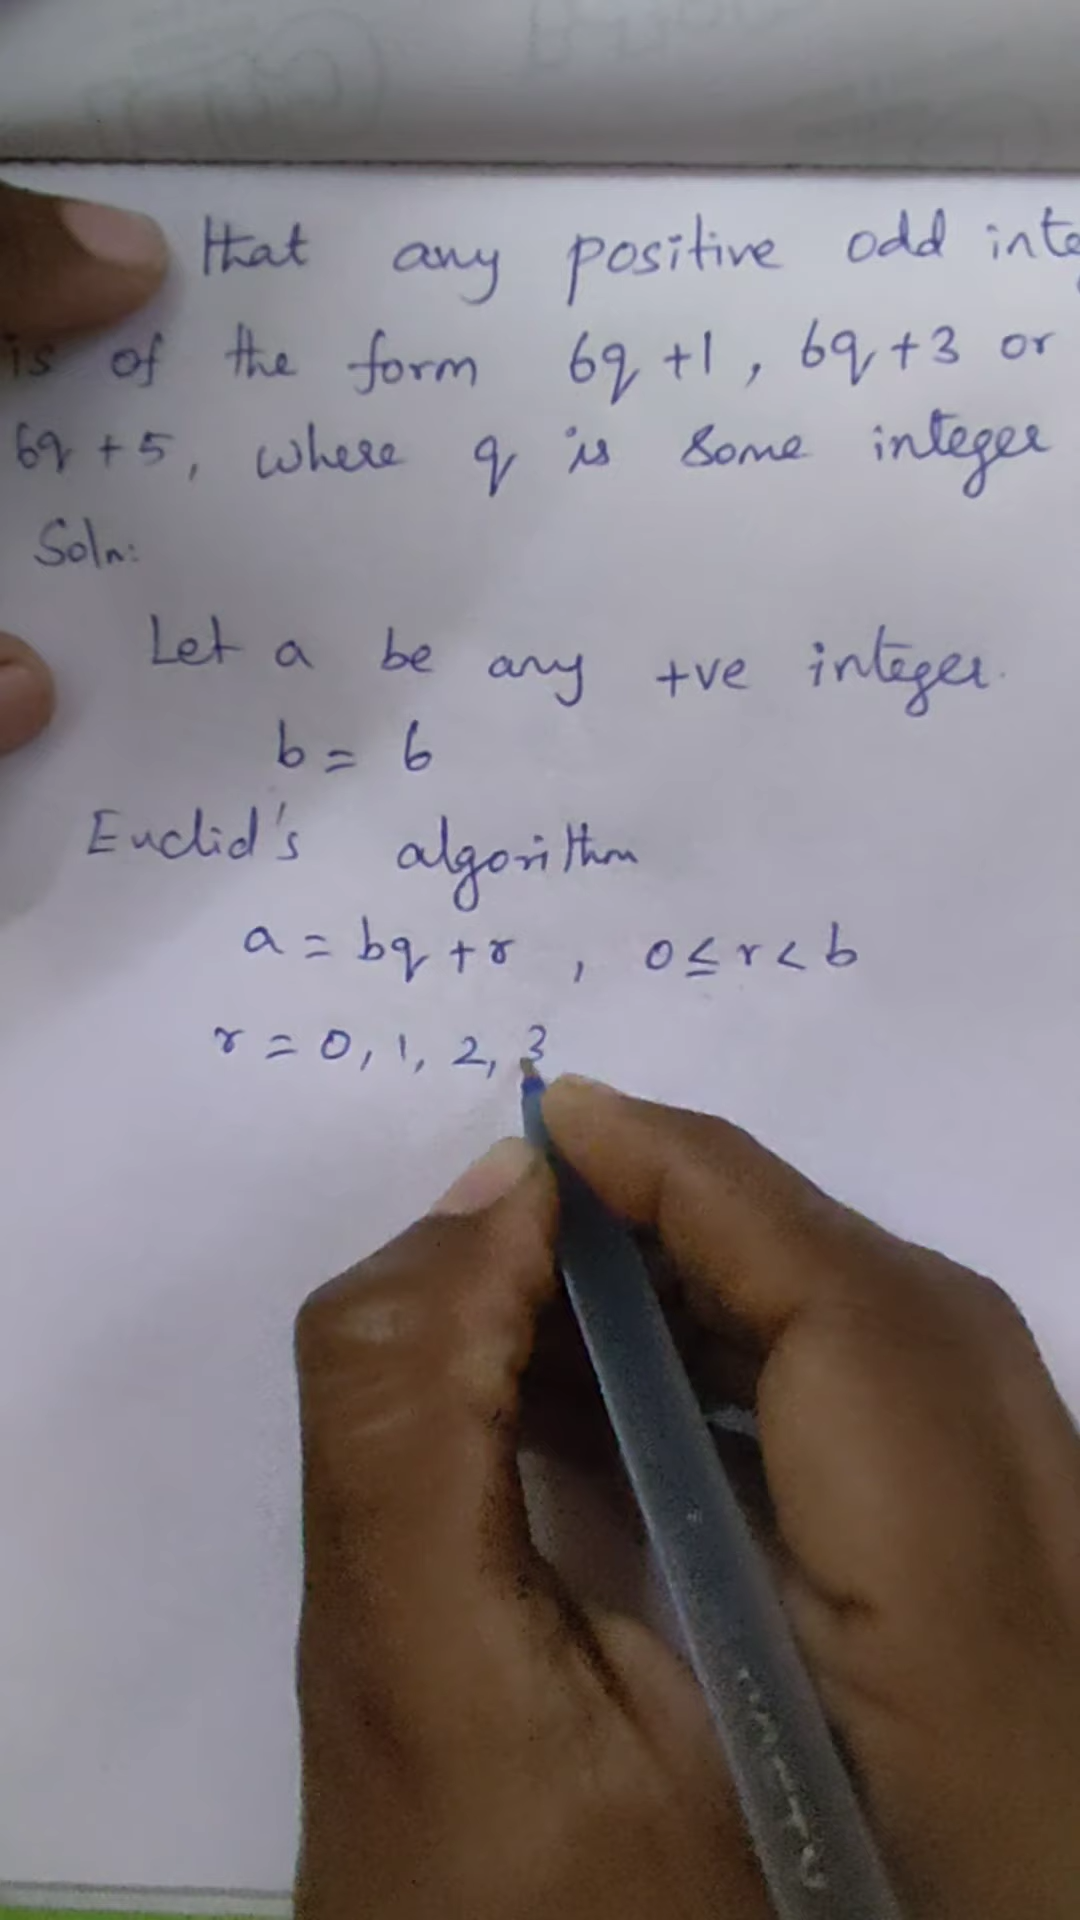 that any positive odd inte
is of the form 6q +1, 6q +3 or
6q +5, where q is some integer
Soln:
Let a be any +ve integer.
b = 6
Euclid's algorithm
a = bq + r , 0 ≤ r < b
r = 0, 1, 2, 3